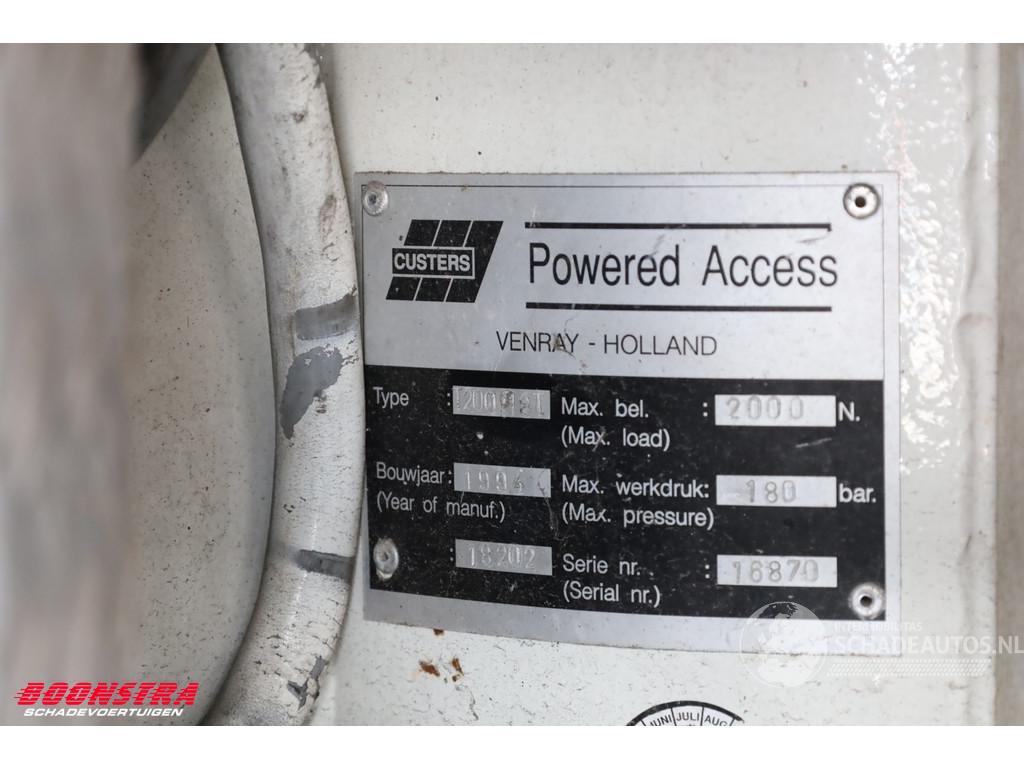 CUSTERS
Powered Access
VENRAY - HOLLAND
Type : Max. bel. : 2000 N.
(Max. load)
Bouwjaar: Max. werkdruk: 180 bar.
(Year of manuf.) (Max. pressure)
: 18202 Serie nr. : 16870
(Serial nr.)
JUNI JULI AUG
SCHADEAUTOS.NL
BOONSTRA
SCHADEVOERTUIGEN